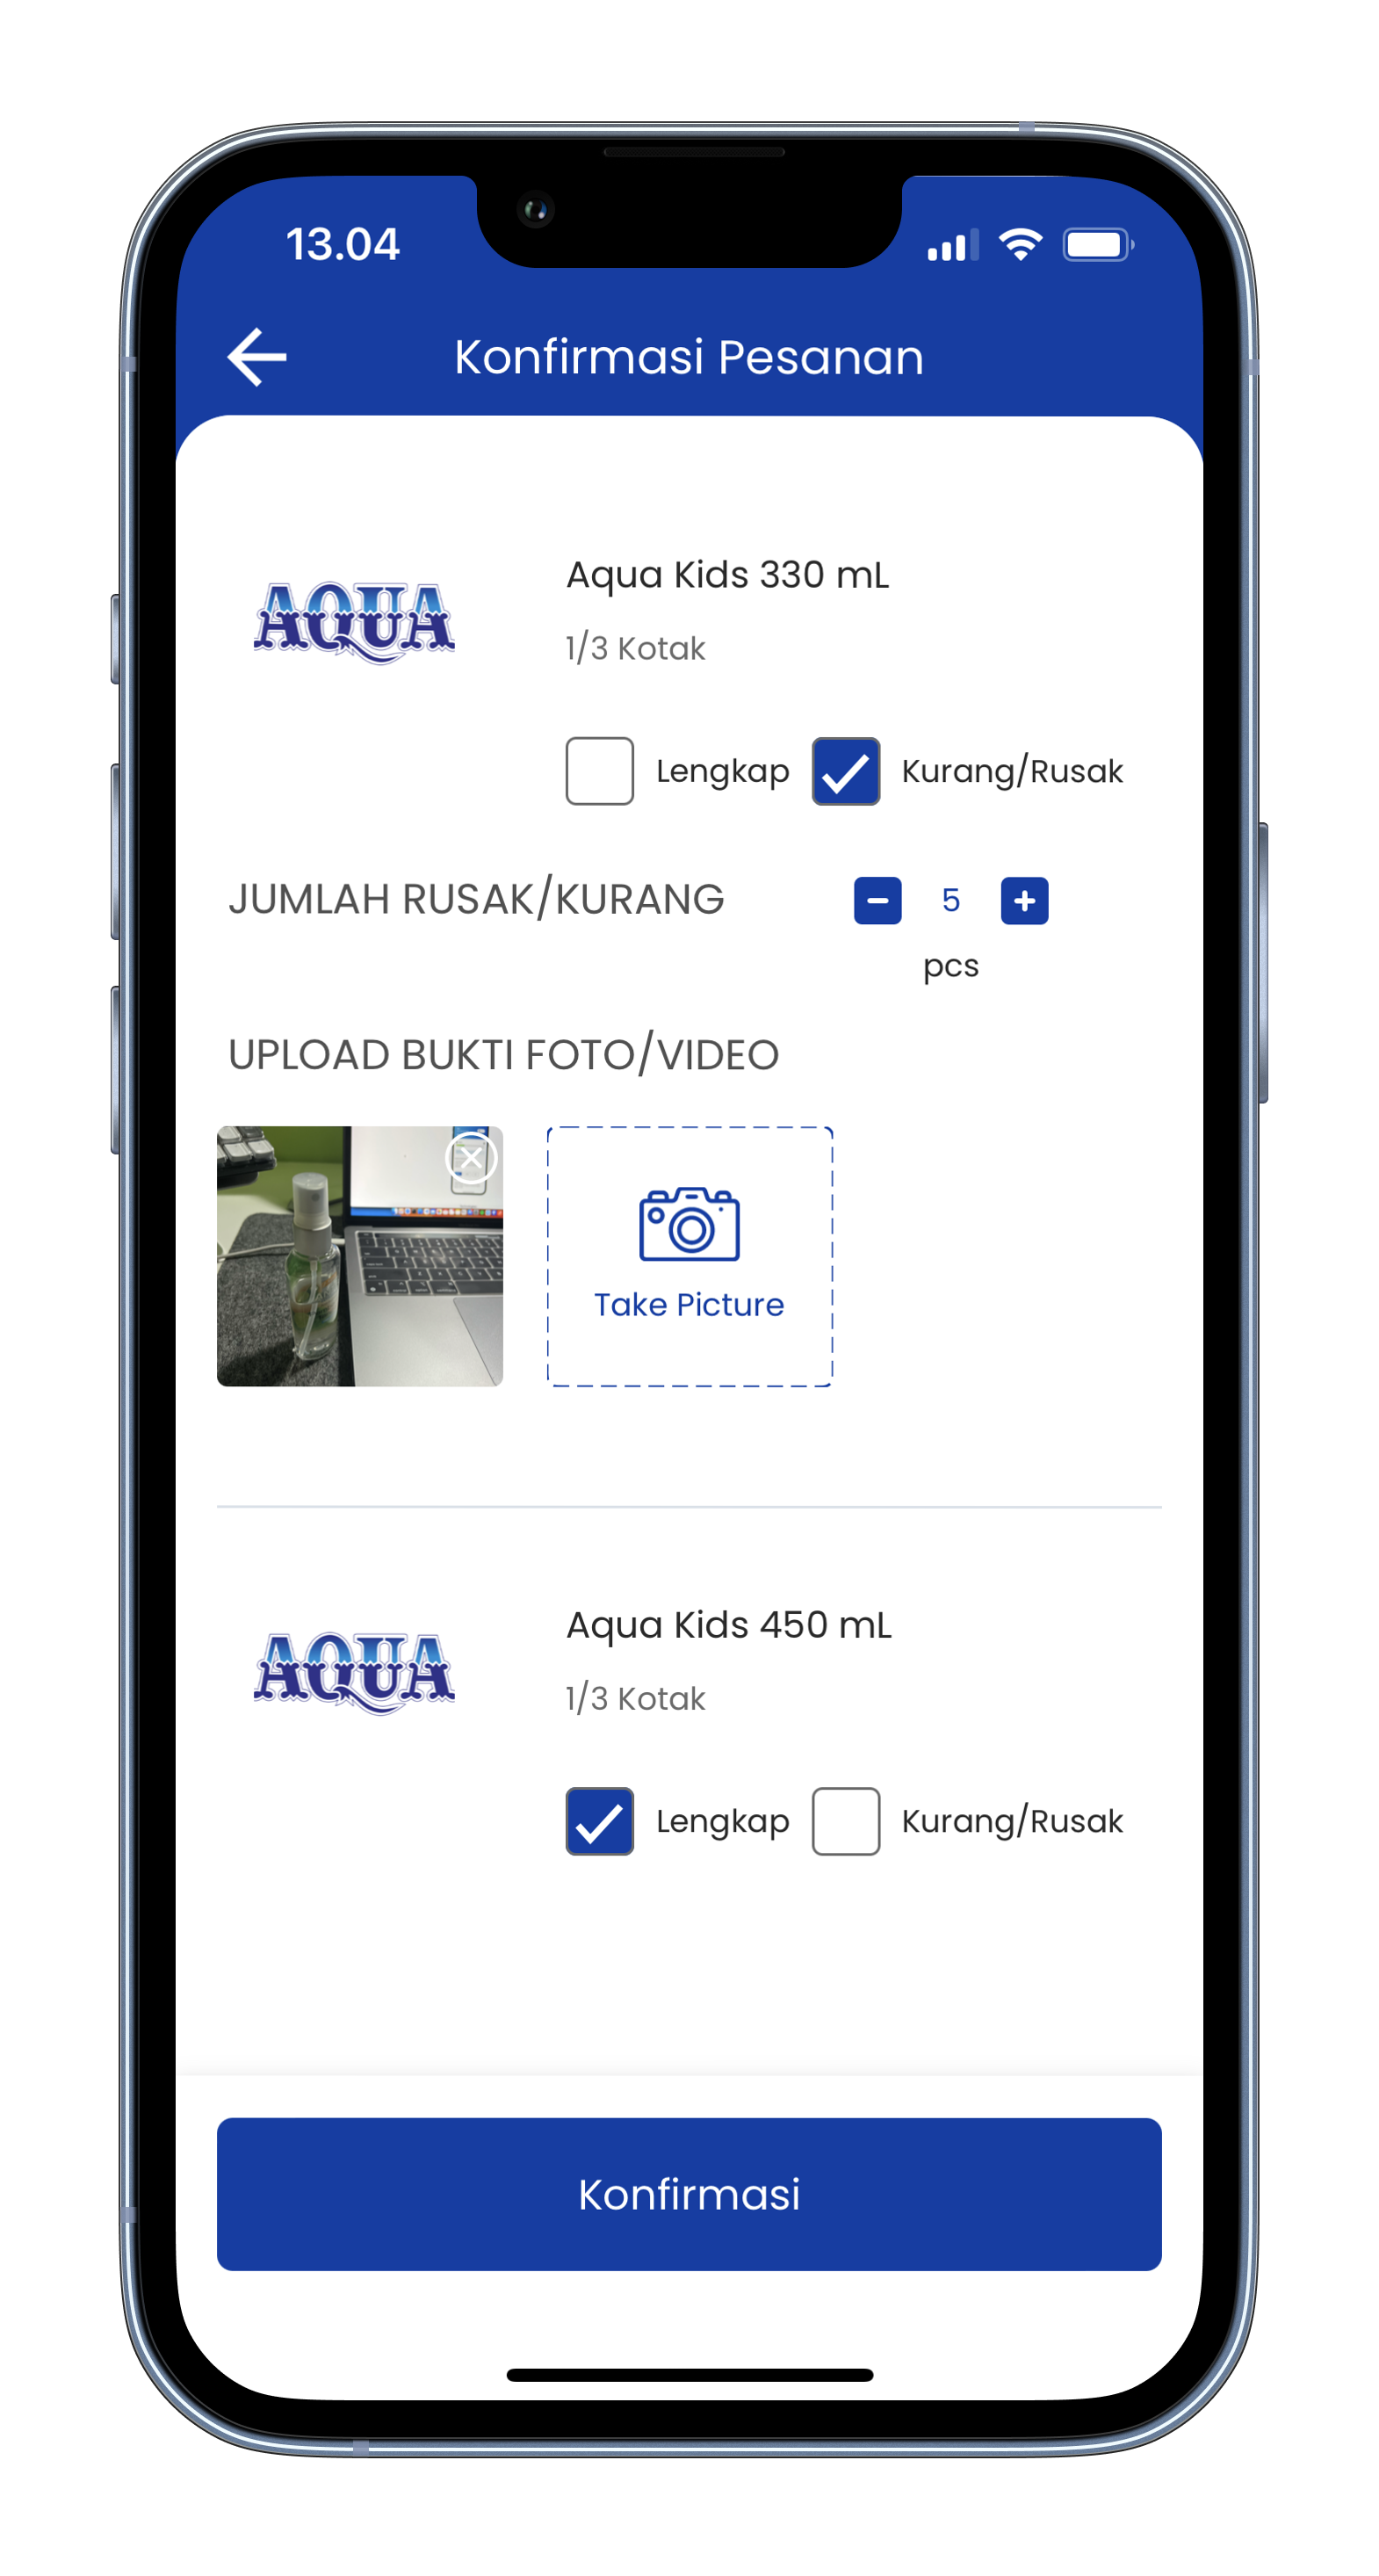 13.04
Konfirmasi Pesanan
AQUA
Aqua Kids 330 mL
1/3 Kotak
Lengkap Kurang/Rusak
JUMLAH RUSAK/KURANG 5
pcs
UPLOAD BUKTI FOTO/VIDEO
Take Picture
AQUA
Aqua Kids 450 mL
1/3 Kotak
Lengkap Kurang/Rusak
Konfirmasi